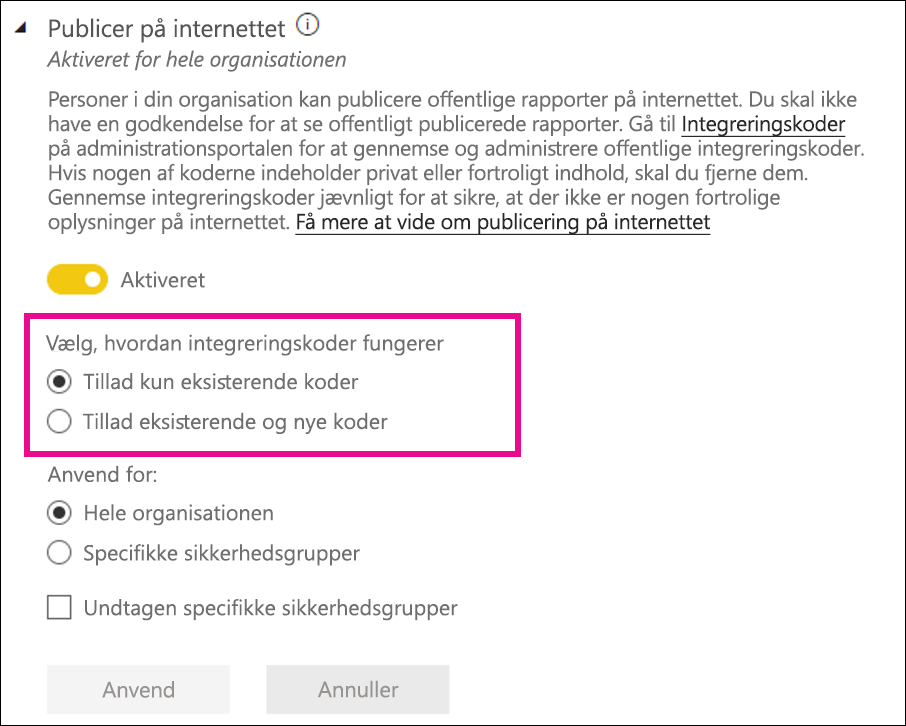 Publicer på internettet
Aktiveret for hele organisationen
Personer i din organisation kan publicere offentlige rapporter på internettet. Du skal ikke
have en godkendelse for at se offentligt publicerede rapporter. Gå til Integreringskoder
på administrationsportalen for at gennemse og administrere offentlige integreringskoder.
Hvis nogen af koderne indeholder privat eller fortroligt indhold, skal du fjerne dem.
Gennemse integreringskoder jævnligt for at sikre, at der ikke er nogen fortrolige
oplysninger på internettet. Få mere at vide om publicering på internettet
Aktiveret
Vælg, hvordan integreringskoder fungerer
Tillad kun eksisterende koder
Tillad eksisterende og nye koder
Anvend for:
Hele organisationen
Specifikke sikkerhedsgrupper
Undtagen specifikke sikkerhedsgrupper
Anvend
Annuller